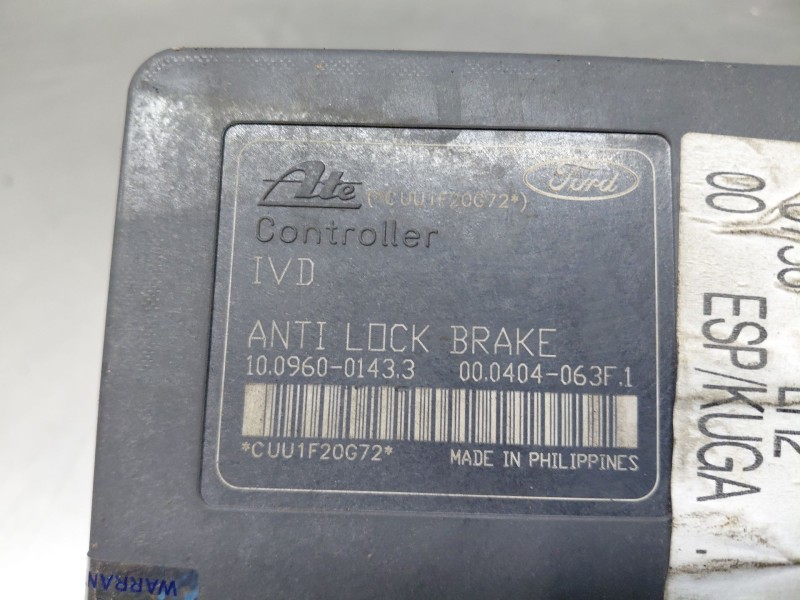 Ate (*CUU1F20G72*)
Ford
Controller
IVD
ANTI LOCK BRAKE
10.0960-0143.3 00.0404-063F.1
*CUU1F20G72*
MADE IN PHILIPPINES
00
ESP/KUGA
WARRAN